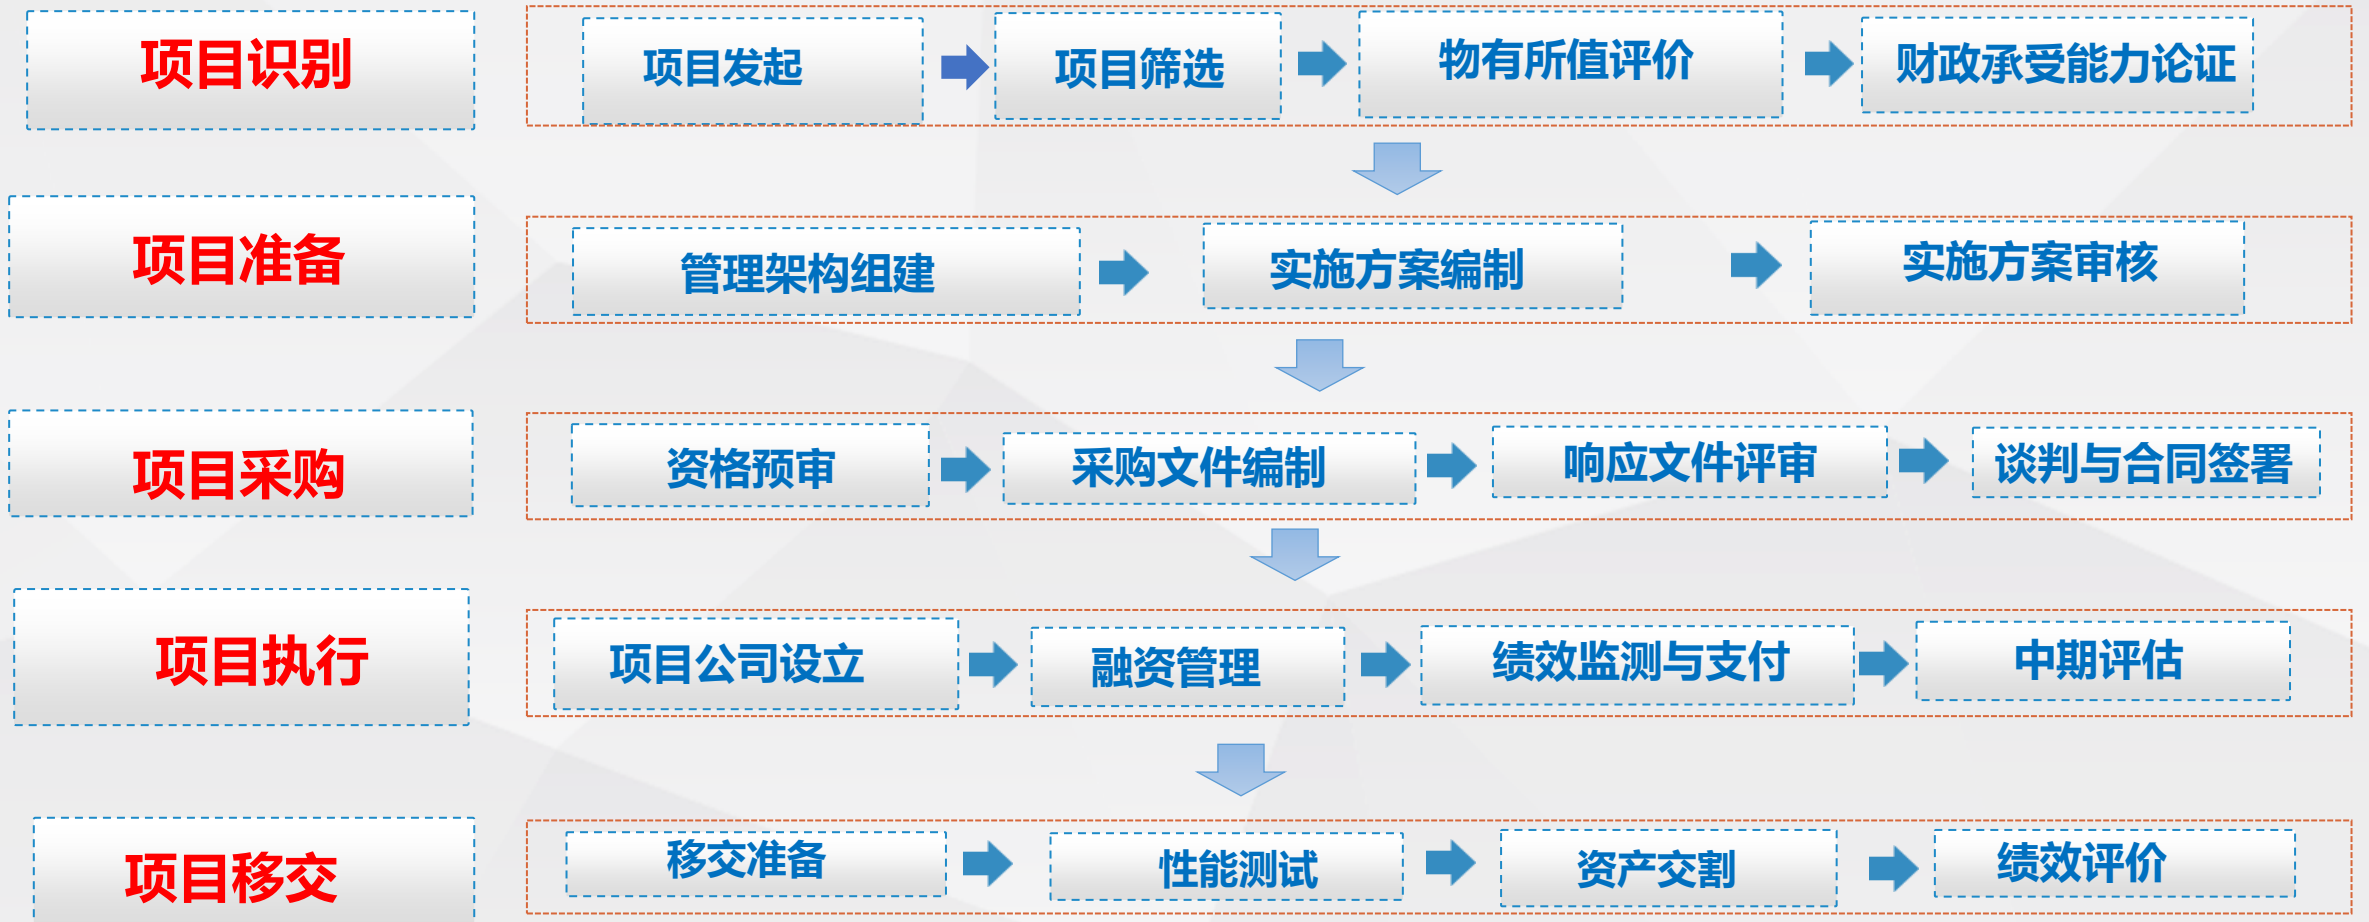 项目识别
项目发起
项目筛选
物有所值评价
财政承受能力论证
项目准备
管理架构组建
实施方案编制
实施方案审核
项目采购
资格预审
采购文件编制
响应文件评审
谈判与合同签署
项目执行
项目公司设立
融资管理
绩效监测与支付
中期评估
项目移交
移交准备
性能测试
资产交割
绩效评价